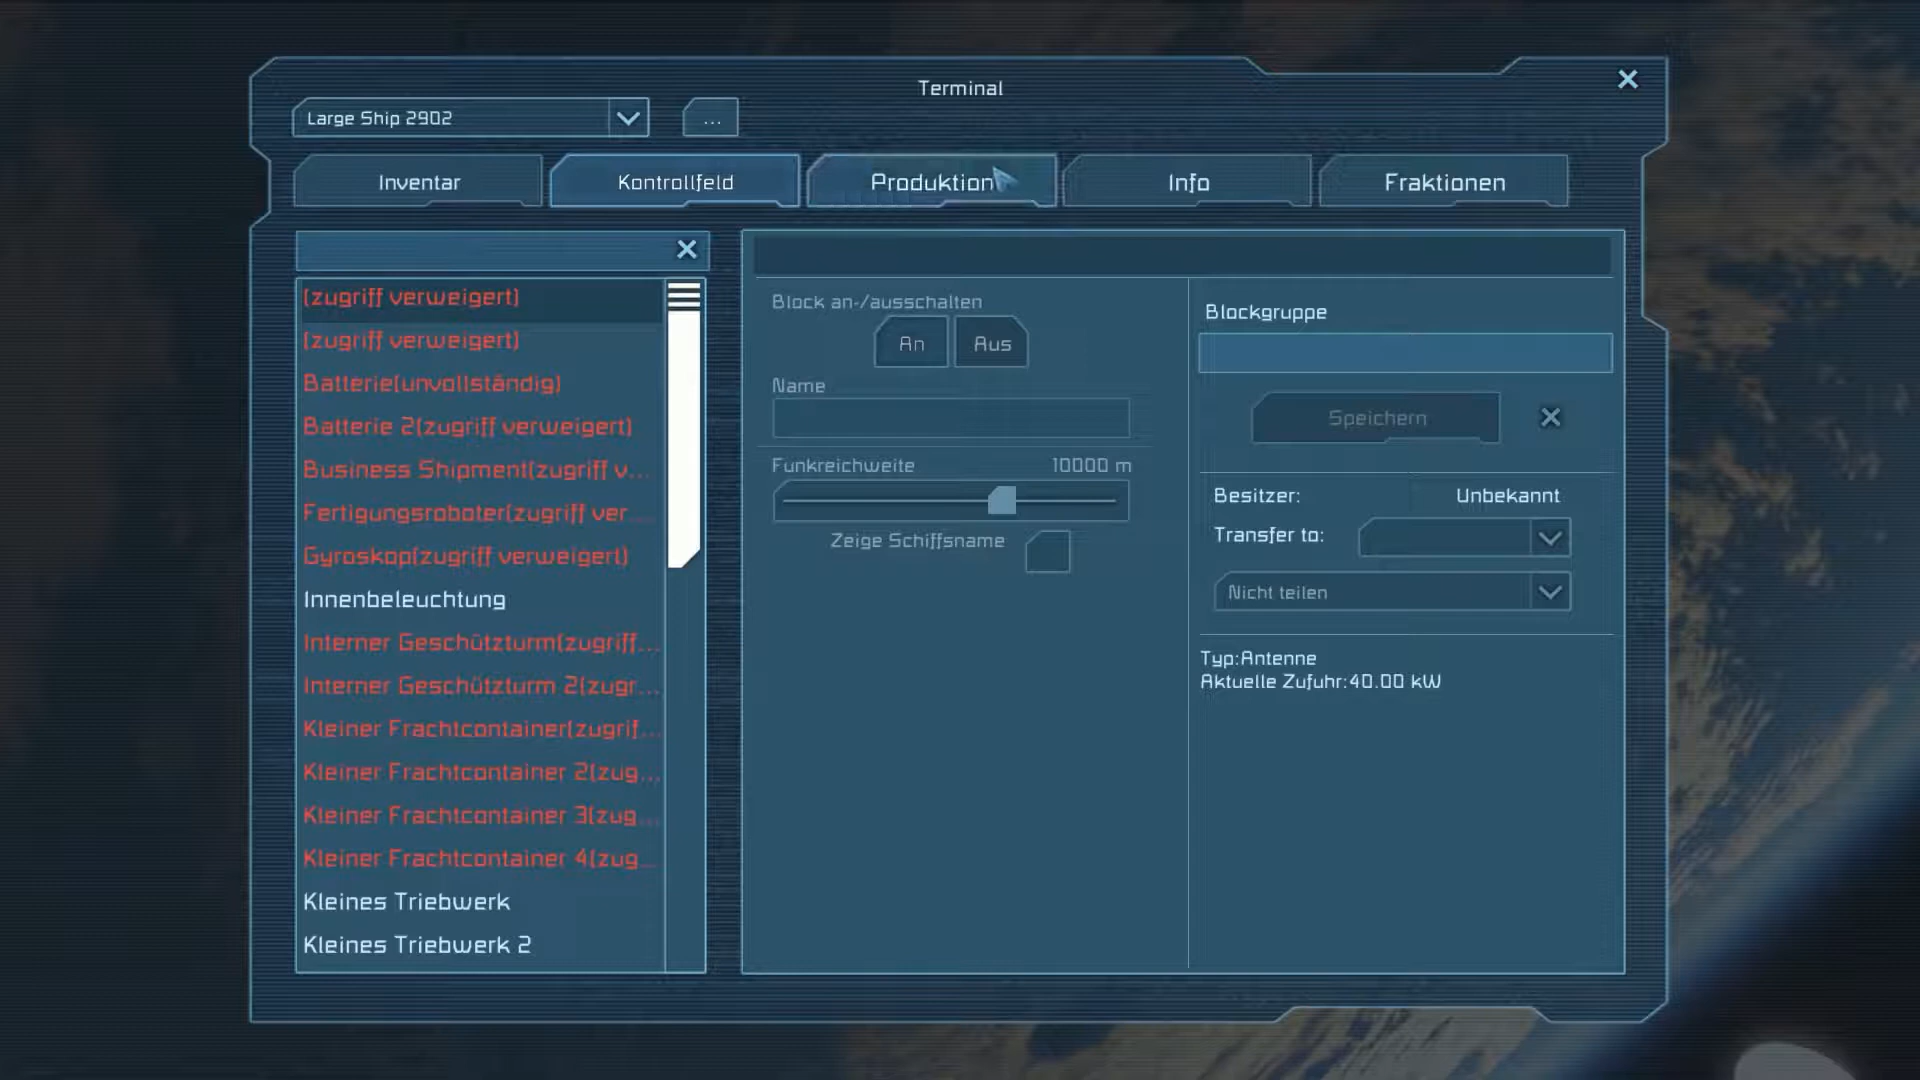 Terminal
Large Ship 2902
...
Inventar
Kontrollfeld
Produktion
Info
Fraktionen
(zugriff verweigert)
(zugriff verweigert)
Batterie(unvollständig)
Batterie 2(zugriff verweigert)
Business Shipment(zugriff v...
Fertigungsroboter(zugriff ver...
Gyroskop(zugriff verweigert)
Innenbeleuchtung
Interner Geschützturm(zugriff...
Interner Geschützturm 2(zugr...
Kleiner Frachtcontainer(zugrif...
Kleiner Frachtcontainer 2(zug...
Kleiner Frachtcontainer 3(zug...
Kleiner Frachtcontainer 4(zug...
Kleines Triebwerk
Kleines Triebwerk 2
Block an-/ausschalten
An
Aus
Name
Funkreichweite 10000 m
Zeige Schiffsname
Blockgruppe
Speichern
Besitzer: Unbekannt
Transfer to:
Nicht teilen
Typ:Antenne
Aktuelle Zufuhr:40.00 kW